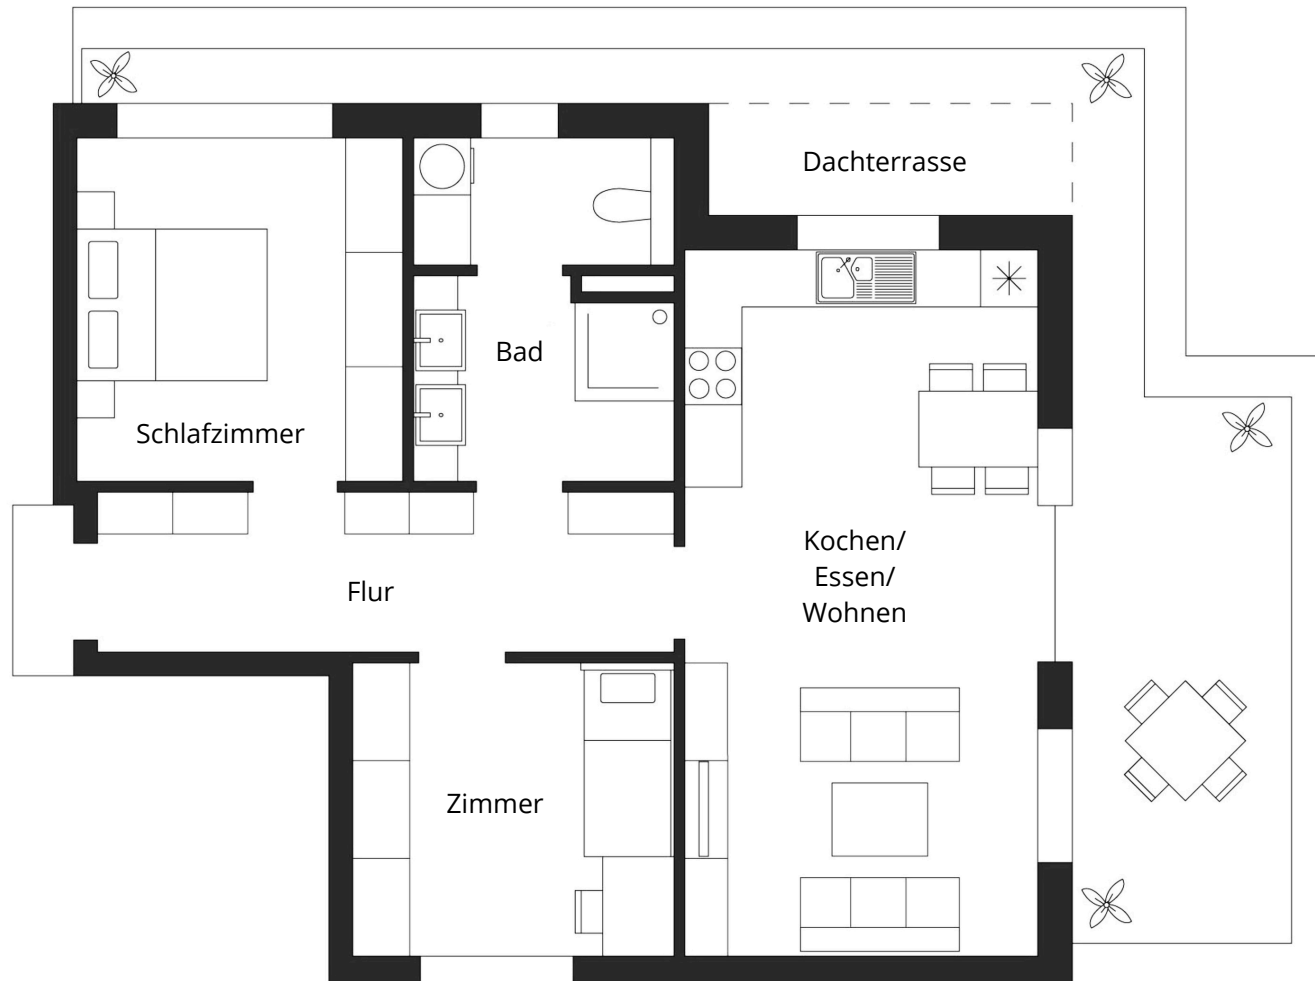 Dachterrasse
Bad
Schlafzimmer
Kochen/
Essen/
Wohnen
Flur
Zimmer